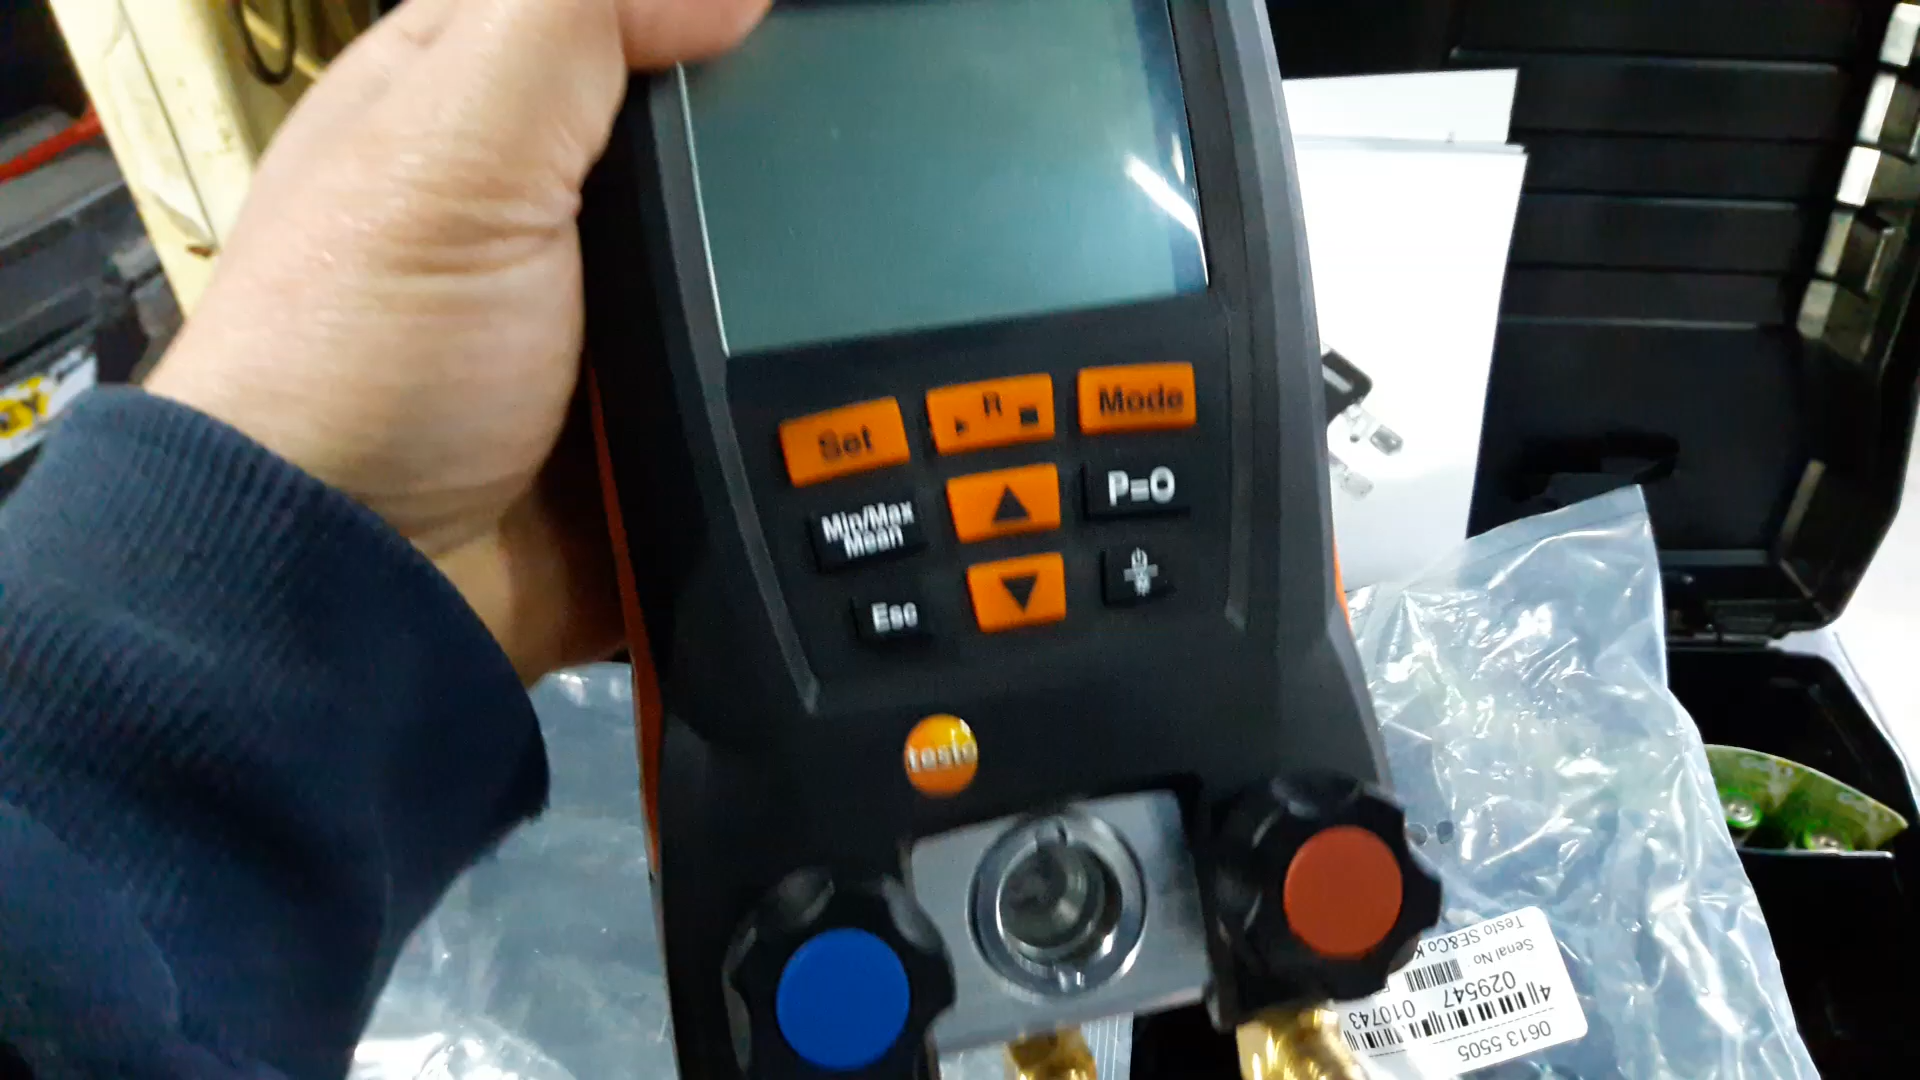 Set
R
Mode
Min/Max
Mean
P=0
Esc
testo
0613 5505
029547
010743
Serial No
Testo SE&Co.K